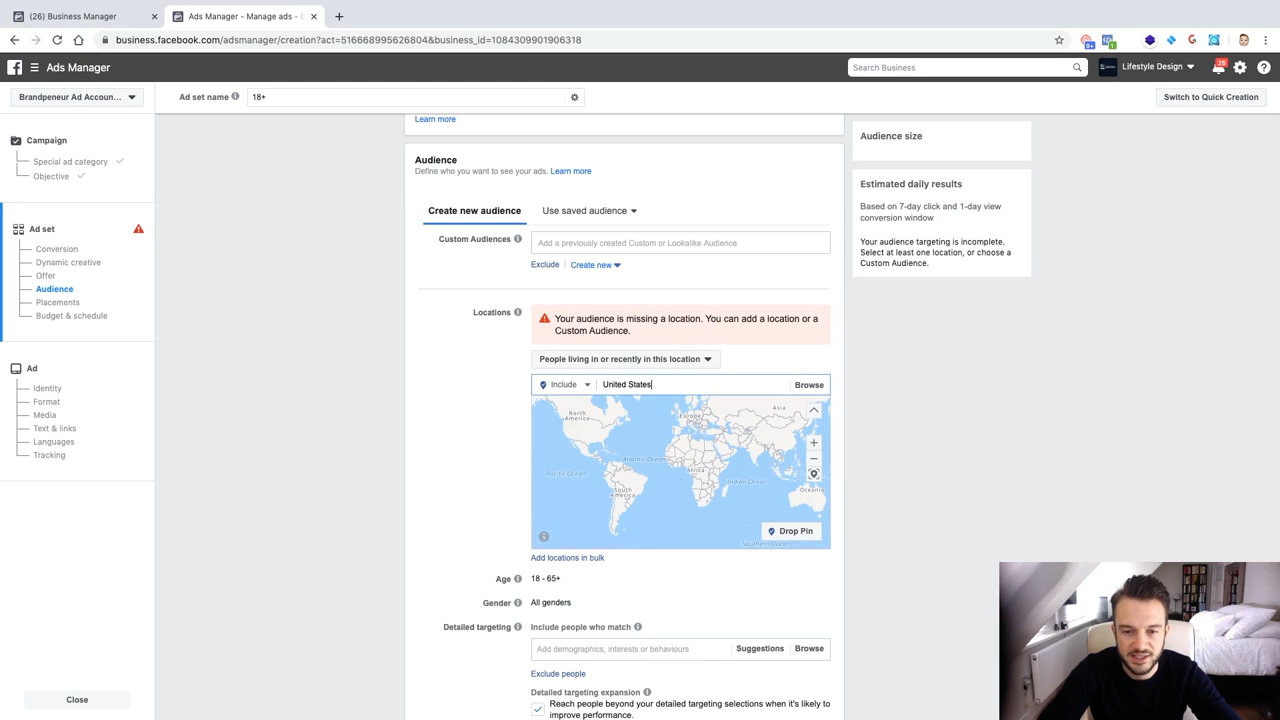 (26) Business Manager
Ads Manager - Manage ads - C
business.facebook.com/adsmanager/creation?act=516668995626804&business_id=1084309901906318
Ads Manager
Search Business
Lifestyle Design
26
Brandpeneur Ad Accoun...
Ad set name
18+
Switch to Quick Creation
Campaign
Special ad category
Objective
Ad set
Conversion
Dynamic creative
Offer
Audience
Placements
Budget & schedule
Ad
Identity
Format
Media
Text & links
Languages
Tracking
Close
Learn more
Audience
Define who you want to see your ads. Learn more
Create new audience
Use saved audience
Custom Audiences
Add a previously created Custom or Lookalike Audience
Exclude
Create new
Locations
Your audience is missing a location. You can add a location or a
Custom Audience.
People living in or recently in this location
Include
United States
Browse
North
America
Europe
Asia
Atlantic Ocean
Pacific Ocean
Africa
South
America
Indian Ocean
Oceania
Southern Ocean
Drop Pin
Add locations in bulk
Age
18 - 65+
Gender
All genders
Detailed targeting
Include people who match
Add demographics, interests or behaviours
Suggestions
Browse
Exclude people
Detailed targeting expansion
Reach people beyond your detailed targeting selections when it's likely to
improve performance.
Audience size
Estimated daily results
Based on 7-day click and 1-day view
conversion window
Your audience targeting is incomplete.
Select at least one location, or choose a
Custom Audience.